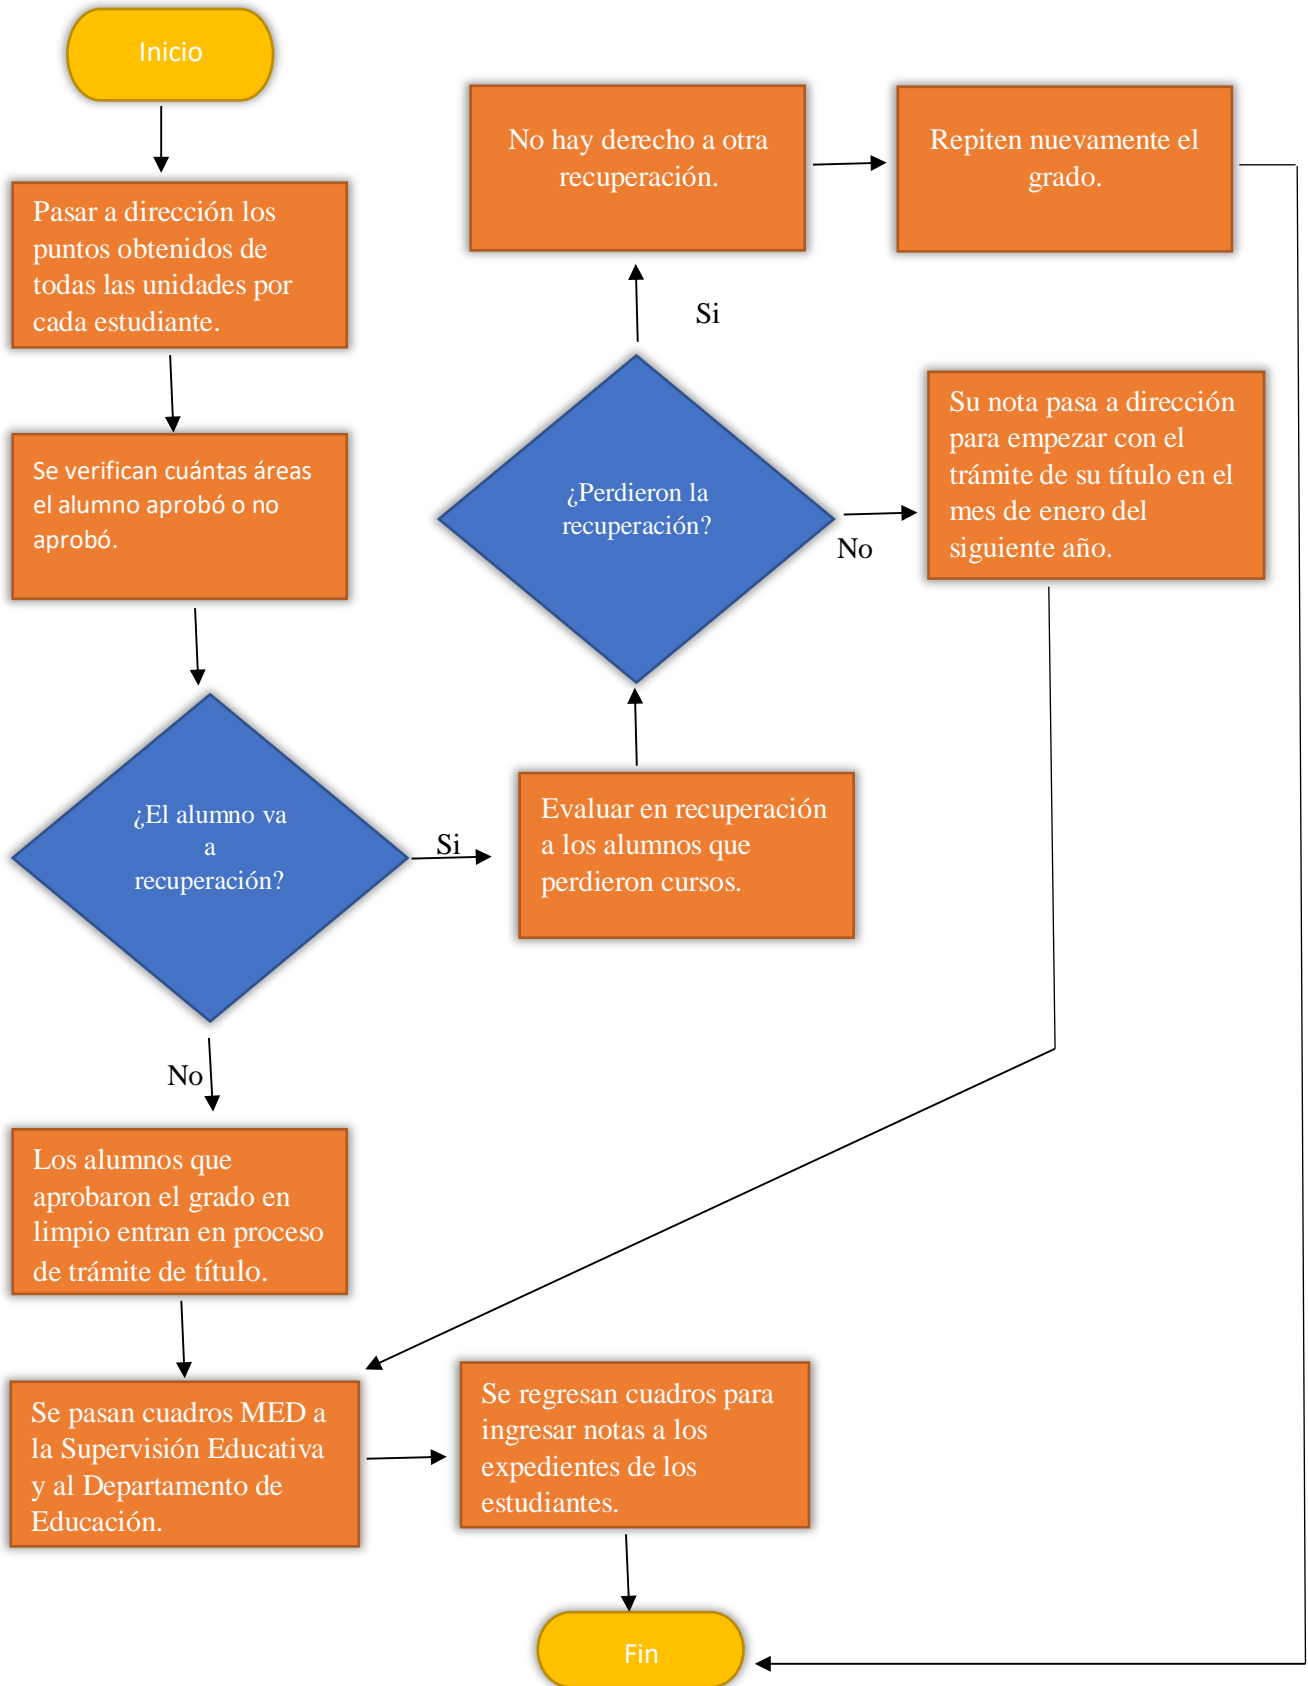 Inicio
Pasar a dirección los
puntos obtenidos de
todas las unidades por
cada estudiante.
Se verifican cuántas áreas
el alumno aprobó o no
aprobó.
¿El alumno va
a
recuperación?
Si
Evaluar en recuperación
a los alumnos que
perdieron cursos.
¿Perdieron la
recuperación?
Si
No hay derecho a otra
recuperación.
Repiten nuevamente el
grado.
No
Su nota pasa a dirección
para empezar con el
trámite de su título en el
mes de enero del
siguiente año.
No
Los alumnos que
aprobaron el grado en
limpio entran en proceso
de trámite de título.
Se pasan cuadros MED a
la Supervisión Educativa
y al Departamento de
Educación.
Se regresan cuadros para
ingresar notas a los
expedientes de los
estudiantes.
Fin